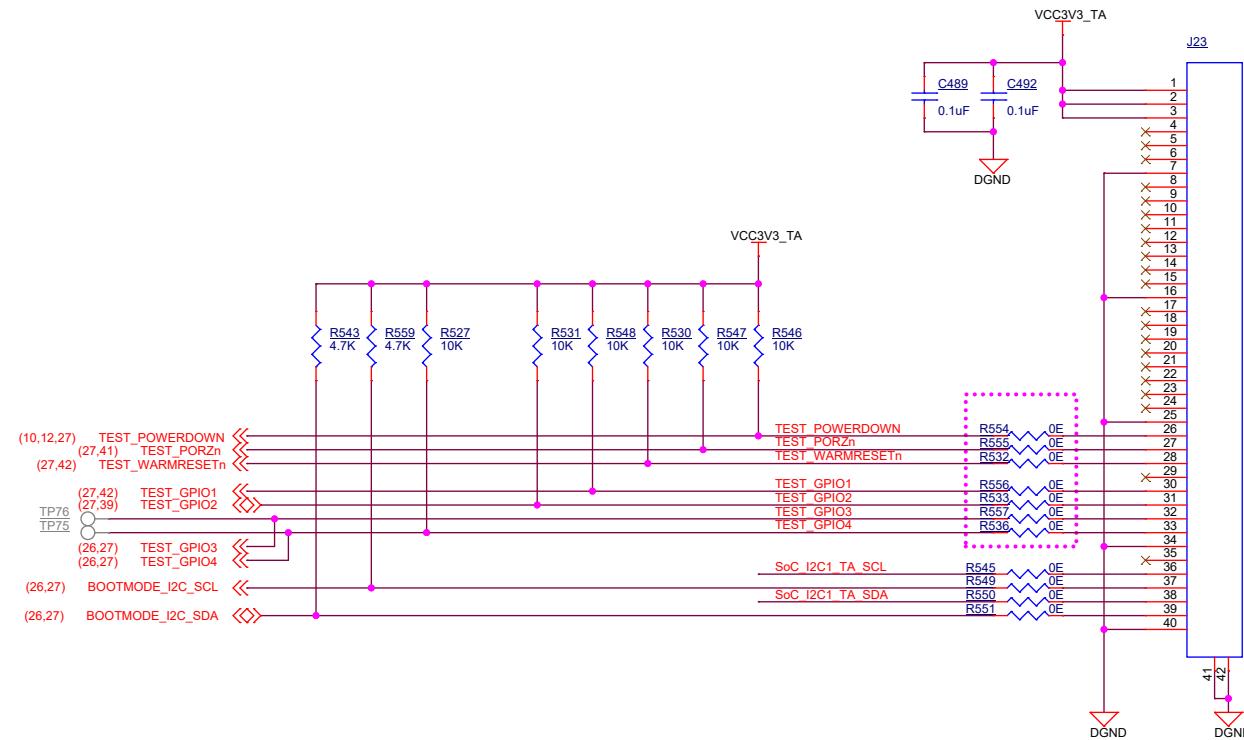 VCC3V3_TA
J23
C489
C492
0.1uF
0.1uF
DGND
1
2
3
4
5
6
7
8
9
10
11
12
13
14
15
16
17
18
19
20
21
22
23
24
25
26
27
28
29
30
31
32
33
34
35
36
37
38
39
40
41
42
VCC3V3_TA
R543
4.7K
R559
4.7K
R527
10K
R531
10K
R548
10K
R530
10K
R547
10K
R546
10K
(10,12,27) TEST_POWERDOWN
TEST_POWERDOWN
R554 0E
(27,41) TEST_PORZn
TEST_PORZn
R555 0E
(27,42) TEST_WARMRESETn
TEST_WARMRESETn
R532 0E
(27,42) TEST_GPIO1
TEST_GPIO1
R556 0E
(27,39) TEST_GPIO2
TEST_GPIO2
R533 0E
TP76
TEST_GPIO3
R557 0E
TP75
TEST_GPIO4
R536 0E
(26,27) TEST_GPIO3
(26,27) TEST_GPIO4
SoC_I2C1_TA_SCL
R545 0E
(26,27) BOOTMODE_I2C_SCL
R549 0E
SoC_I2C1_TA_SDA
R550 0E
(26,27) BOOTMODE_I2C_SDA
R551 0E
DGND
DGND